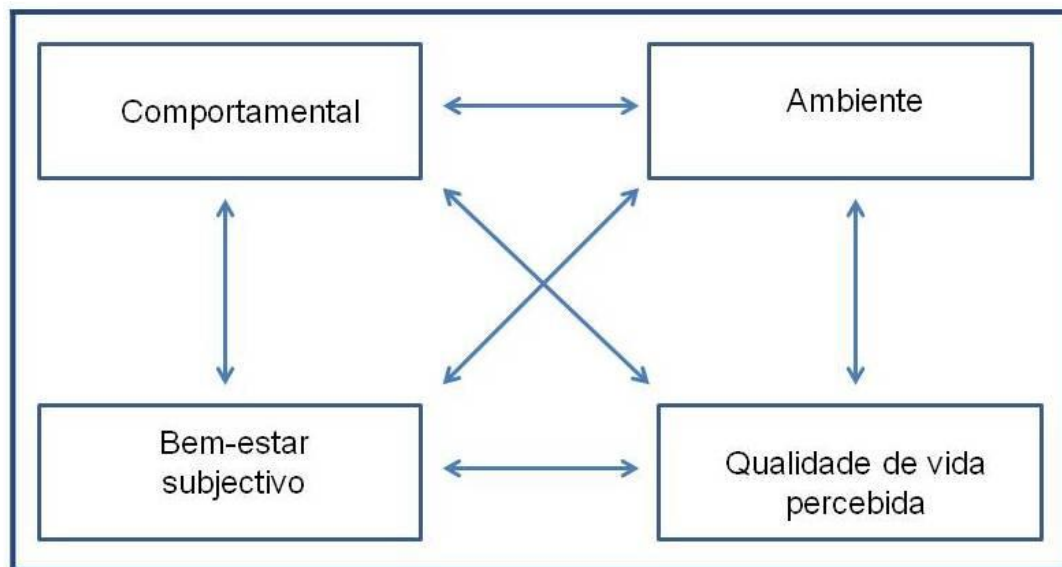 Comportamental
Ambiente
Bem-estar
subjectivo
Qualidade de vida
percebida